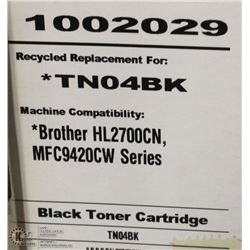 1002029
Recycled Replacement For:
*TN04BK
Machine Compatibility:
*Brother HL2700CN,
MFC9420CW Series
Black Toner Cartridge
TN04BK